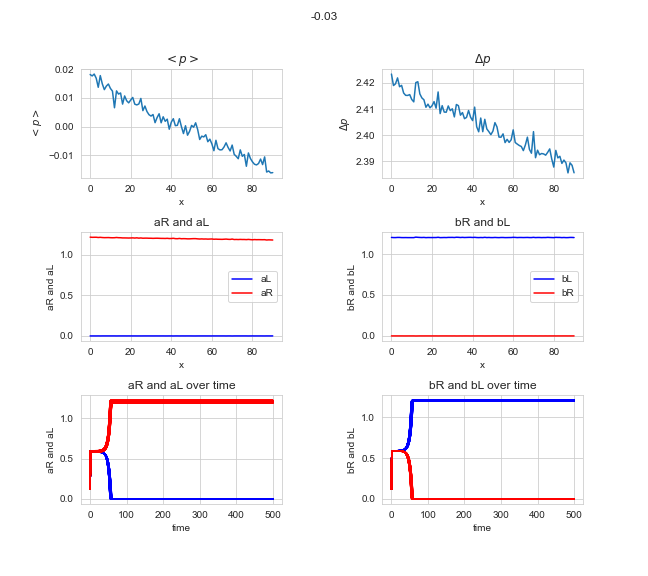 -0.03
< p >
Δp
0.02
0.01
0.00
−0.01
< p >
0 20 40 60 80
x
2.42
2.41
2.40
2.39
Δp
0 20 40 60 80
x
aR and aL
bR and bL
1.0
0.5
0.0
aR and aL
aL
aR
0 20 40 60 80
x
1.0
0.5
0.0
bR and bL
bL
bR
0 20 40 60 80
x
aR and aL over time
bR and bL over time
1.0
0.5
0.0
aR and aL
0 100 200 300 400 500
time
1.0
0.5
0.0
bR and bL
0 100 200 300 400 500
time